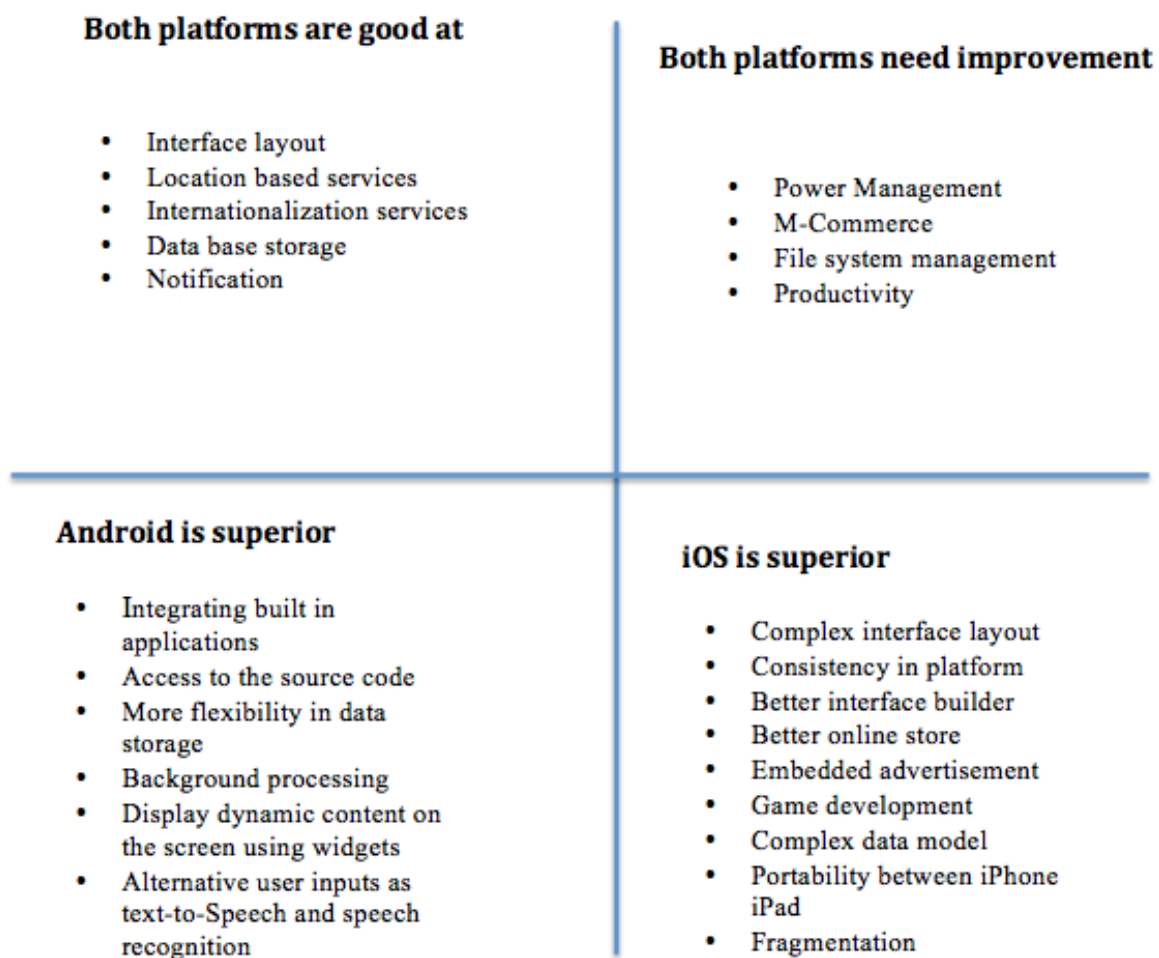 Both platforms are good at
• Interface layout
• Location based services
• Internationalization services
• Data base storage
• Notification
Both platforms need improvement
• Power Management
• M-Commerce
• File system management
• Productivity
Android is superior
• Integrating built in
applications
• Access to the source code
• More flexibility in data
storage
• Background processing
• Display dynamic content on
the screen using widgets
• Alternative user inputs as
text-to-Speech and speech
recognition
iOS is superior
• Complex interface layout
• Consistency in platform
• Better interface builder
• Better online store
• Embedded advertisement
• Game development
• Complex data model
• Portability between iPhone
iPad
• Fragmentation